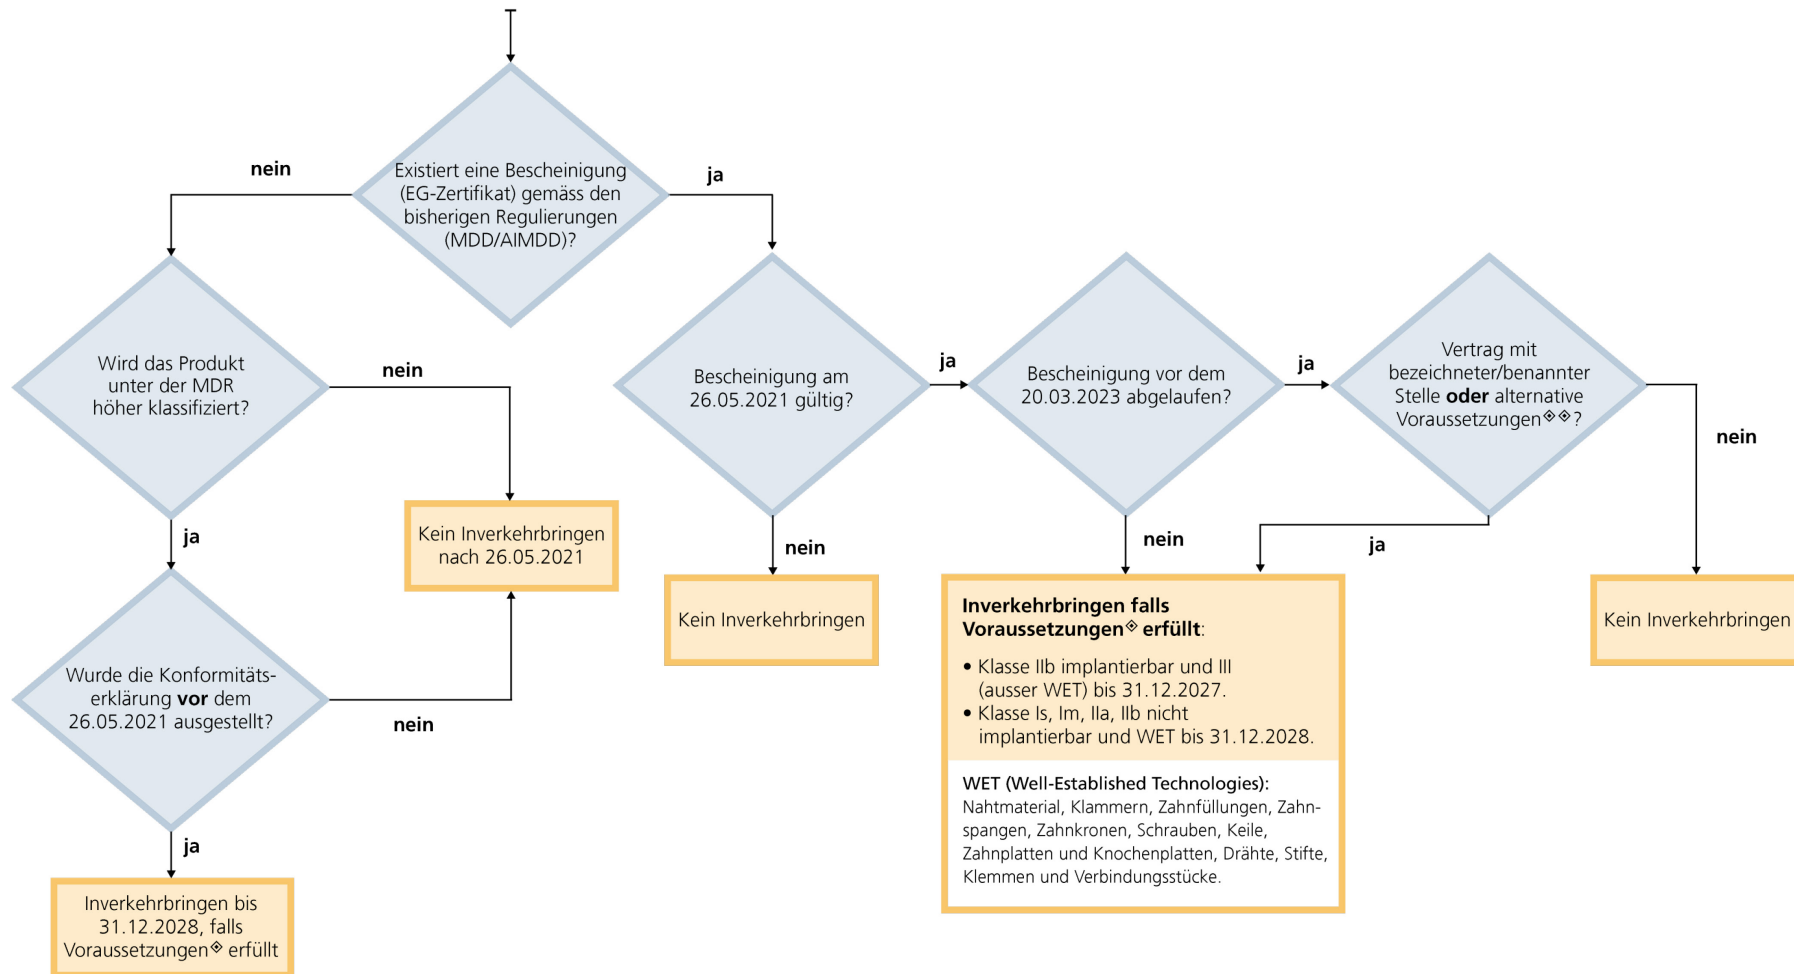 Existiert eine Bescheinigung
(EG-Zertifikat) gemäss den
bisherigen Regulierungen
(MDD/AIMDD)?
nein
ja
Wird das Produkt
unter der MDR
höher klassifiziert?
nein
ja
Kein Inverkehrbringen
nach 26.05.2021
Wurde die Konformitäts-
erklärung vor dem
26.05.2021 ausgestellt?
nein
ja
Inverkehrbringen bis
31.12.2028, falls
Voraussetzungen◈ erfüllt
Bescheinigung am
26.05.2021 gültig?
ja
nein
Kein Inverkehrbringen
Bescheinigung vor dem
20.03.2023 abgelaufen?
ja
nein
Vertrag mit
bezeichneter/benannter
Stelle oder alternative
Voraussetzungen◈◈?
ja
nein
Inverkehrbringen falls
Voraussetzungen◈ erfüllt:
• Klasse IIb implantierbar und III
(ausser WET) bis 31.12.2027.
• Klasse Is, Im, IIa, IIb nicht
implantierbar und WET bis 31.12.2028.
WET (Well-Established Technologies):
Nahtmaterial, Klammern, Zahnfüllungen, Zahn-
spangen, Zahnkronen, Schrauben, Keile,
Zahnplatten und Knochenplatten, Drähte, Stifte,
Klemmen und Verbindungsstücke.
Kein Inverkehrbringen